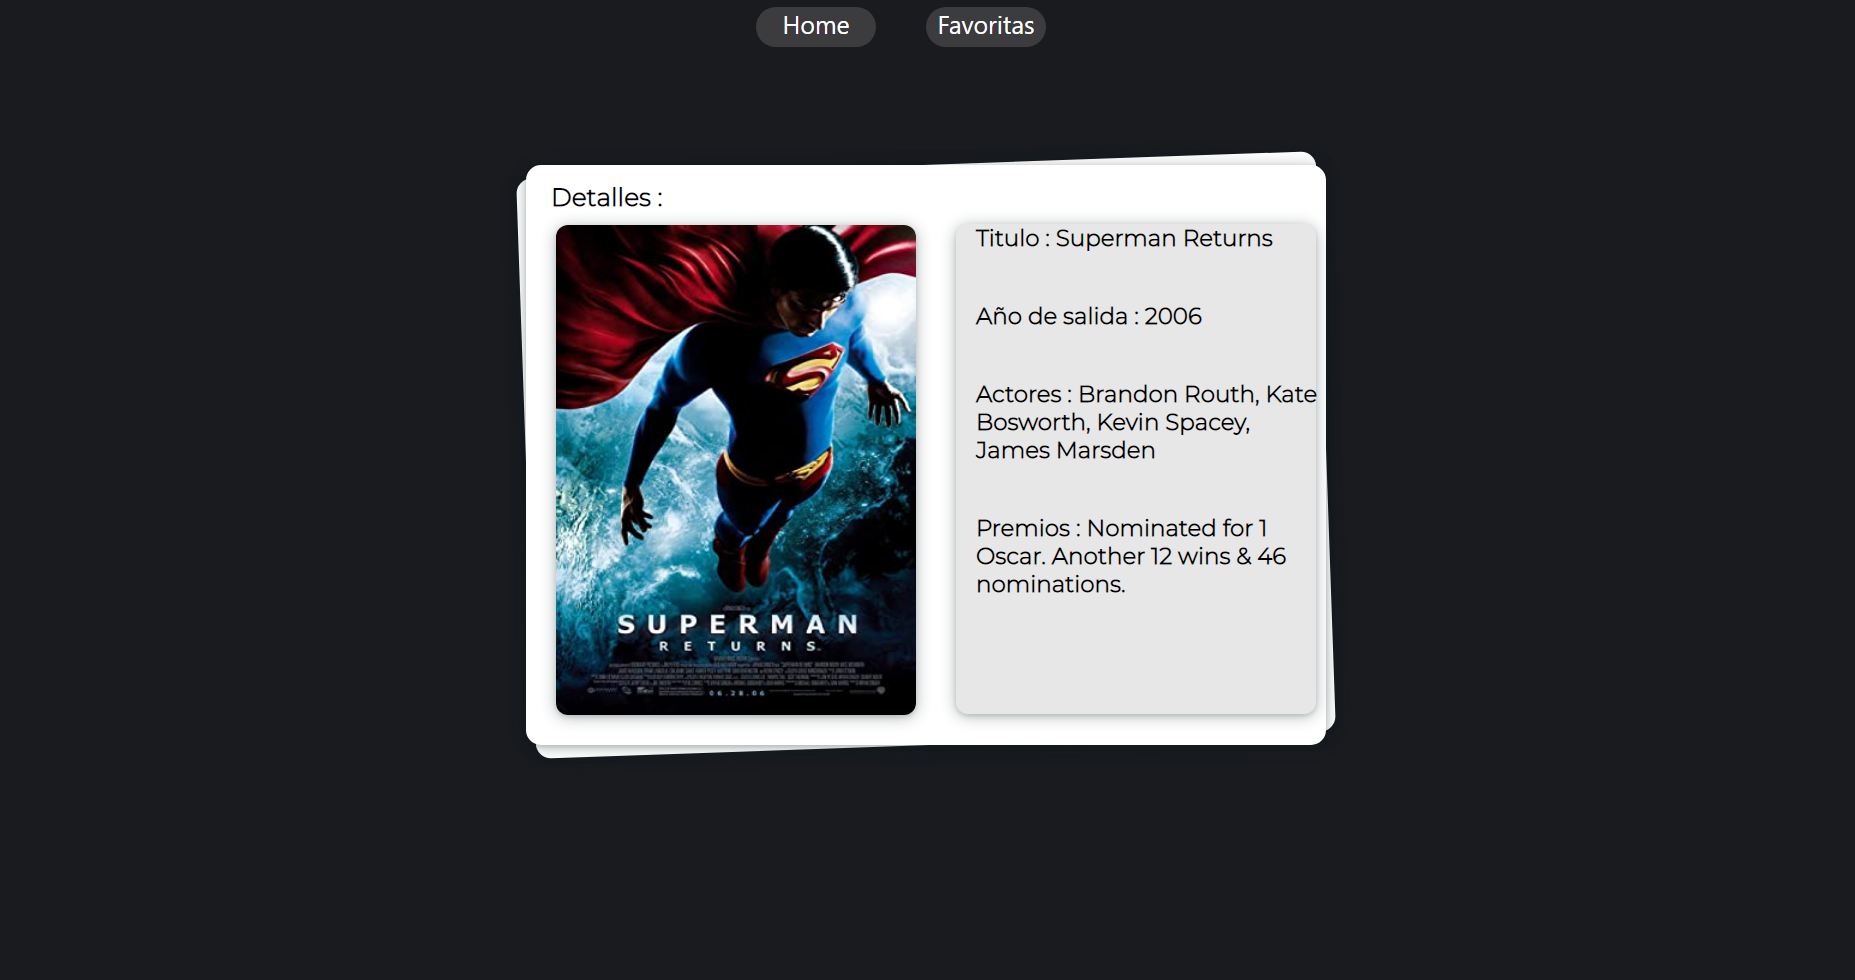 Home
Favoritas
Detalles :
Titulo : Superman Returns
Año de salida : 2006
Actores : Brandon Routh, Kate
Bosworth, Kevin Spacey,
James Marsden
Premios : Nominated for 1
Oscar. Another 12 wins & 46
nominations.
SUPERMAN
RETURNS
06.28.06